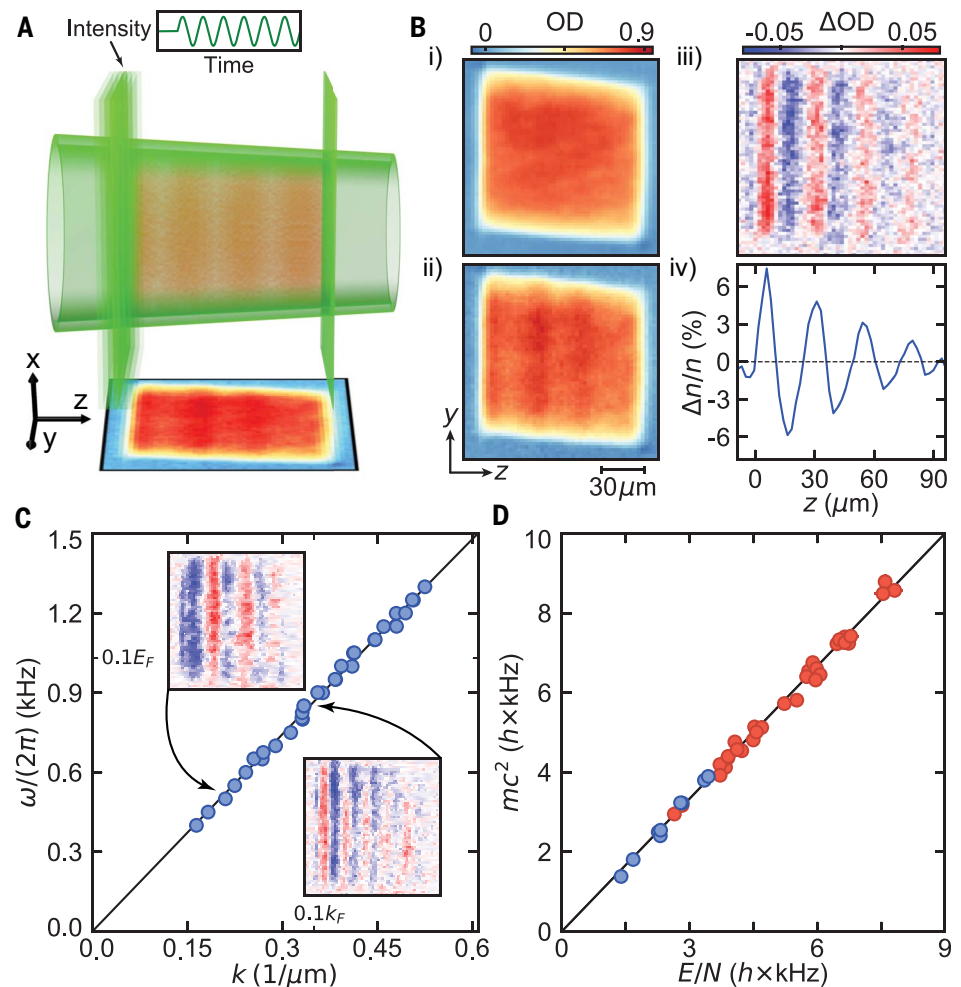 A
Intensity
Time
x
z
y
B
OD
0 0.9
i)
ii)
y
z
30μm
ΔOD
-0.05 0.05
iii)
iv)
Δn/n (%)
6
3
0
-3
-6
0 30 60 90
z (μm)
C
ω/(2π) (kHz)
1.5
1.2
0.9
0.6
0.3
0.0
0.1E_F
0.1k_F
0.0 0.15 0.3 0.45 0.6
k (1/μm)
D
mc² (h×kHz)
10
8
6
4
2
0
0 3 6 9
E/N (h×kHz)